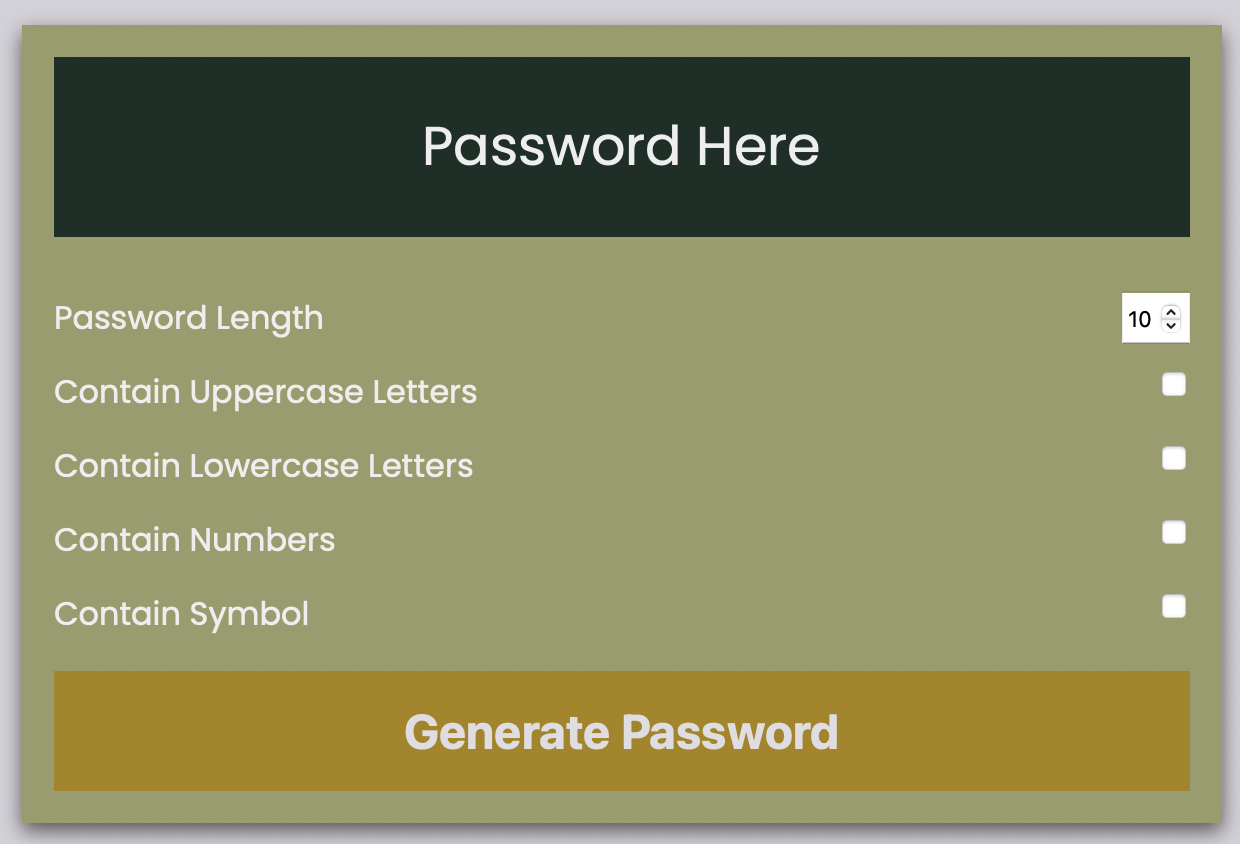 Password Here
Password Length 10
Contain Uppercase Letters
Contain Lowercase Letters
Contain Numbers
Contain Symbol
Generate Password